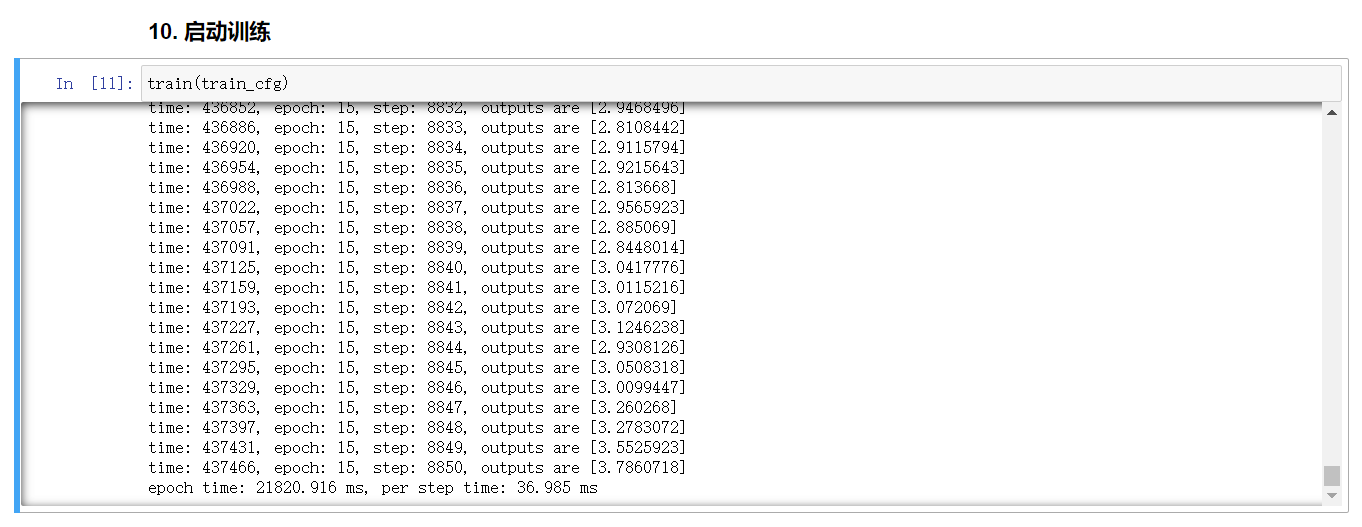 10. 启动训练
In [11]: train(train_cfg)
time: 436852, epoch: 15, step: 8832, outputs are [2.9468496]
time: 436886, epoch: 15, step: 8833, outputs are [2.8108442]
time: 436920, epoch: 15, step: 8834, outputs are [2.9115794]
time: 436954, epoch: 15, step: 8835, outputs are [2.9215643]
time: 436988, epoch: 15, step: 8836, outputs are [2.813668]
time: 437022, epoch: 15, step: 8837, outputs are [2.9565923]
time: 437057, epoch: 15, step: 8838, outputs are [2.885069]
time: 437091, epoch: 15, step: 8839, outputs are [2.8448014]
time: 437125, epoch: 15, step: 8840, outputs are [3.0417776]
time: 437159, epoch: 15, step: 8841, outputs are [3.0115216]
time: 437193, epoch: 15, step: 8842, outputs are [3.072069]
time: 437227, epoch: 15, step: 8843, outputs are [3.1246238]
time: 437261, epoch: 15, step: 8844, outputs are [2.9308126]
time: 437295, epoch: 15, step: 8845, outputs are [3.0508318]
time: 437329, epoch: 15, step: 8846, outputs are [3.0099447]
time: 437363, epoch: 15, step: 8847, outputs are [3.260268]
time: 437397, epoch: 15, step: 8848, outputs are [3.2783072]
time: 437431, epoch: 15, step: 8849, outputs are [3.5525923]
time: 437466, epoch: 15, step: 8850, outputs are [3.7860718]
epoch time: 21820.916 ms, per step time: 36.985 ms